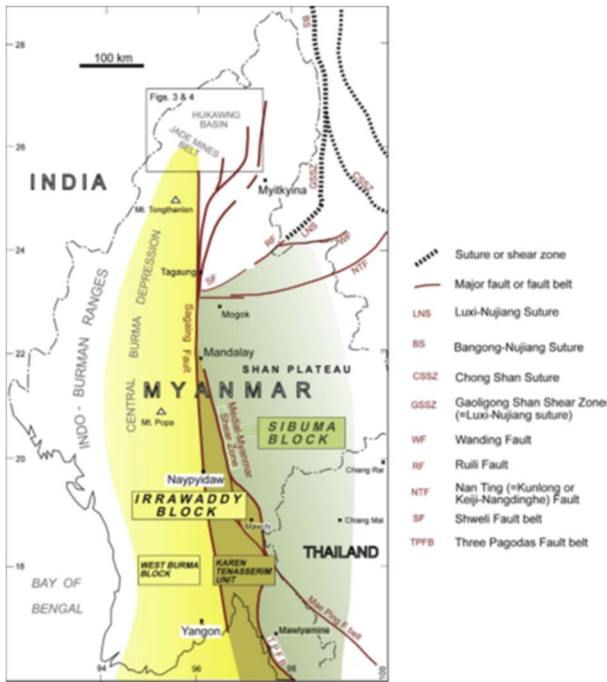 28
26
24
22
20
18
94
96
98
100
100 km
Figs. 3 & 4
HUKAWNG
BASIN
JADE MINES
BELT
INDIA
Mt. Tongthonlon
Myitkyina
BS
GSSZ
CSSZ
LNS
RF
WF
NTF
SF
Tagaung
Mogok
Sagaing Fault
Mandalay
SHAN PLATEAU
INDO-BURMAN RANGES
CENTRAL BURMA DEPRESSION
MYANMAR
Mt. Popa
Medial-Myanmar
Shear Zone
SIBUMA
BLOCK
Chiang Rai
Naypyidaw
IRRAWADDY
BLOCK
Mawchi
Chiang Mai
THAILAND
WEST BURMA
BLOCK
KAREN
TENASSERIM
UNIT
BAY OF
BENGAL
Yangon
Mawlyamine
Mae Ping F. belt
TPFB
Suture or shear zone
Major fault or fault belt
LNS Luxi-Nujiang Suture
BS Bangong-Nujiang Suture
CSSZ Chong Shan Suture
GSSZ Gaoligong Shan Shear Zone
(=Luxi-Nujiang suture)
WF Wanding Fault
RF Ruili Fault
NTF Nan Ting (=Kunlong or
Keiji-Nangdinghe) Fault
SF Shweli Fault belt
TPFB Three Pagodas Fault belt